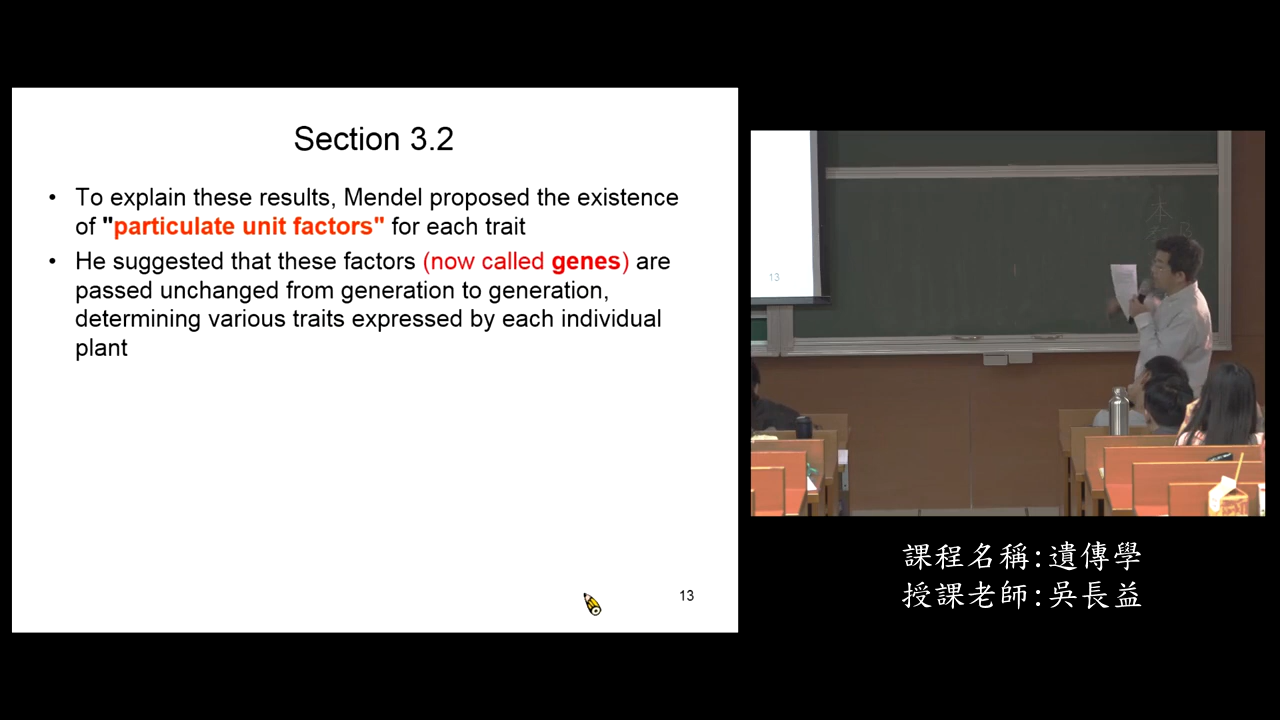 Section 3.2
• To explain these results, Mendel proposed the existence
of "particulate unit factors" for each trait
• He suggested that these factors (now called genes) are
passed unchanged from generation to generation,
determining various traits expressed by each individual
plant
13
13
本
課程名稱:遺傳學
授課老師:吳長益